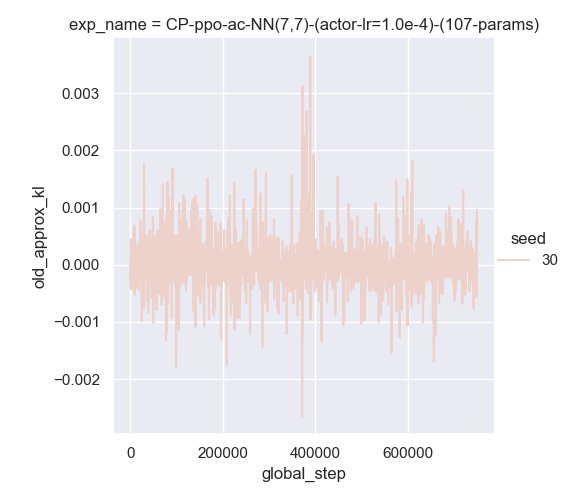 exp_name = CP-ppo-ac-NN(7,7)-(actor-lr=1.0e-4)-(107-params)
0.003
0.002
0.001
0.000
−0.001
−0.002
old_approx_kl
0
200000
400000
600000
global_step
seed
30